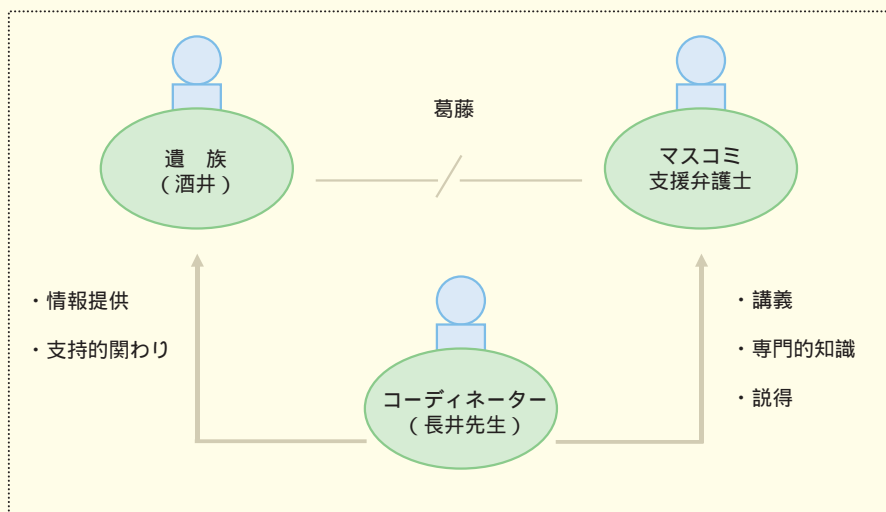 葛藤
遺　族
（酒井）
マスコミ
支援弁護士
・情報提供
・支持的関わり
・講義
・専門的知識
・説得
コーディネーター
（長井先生）